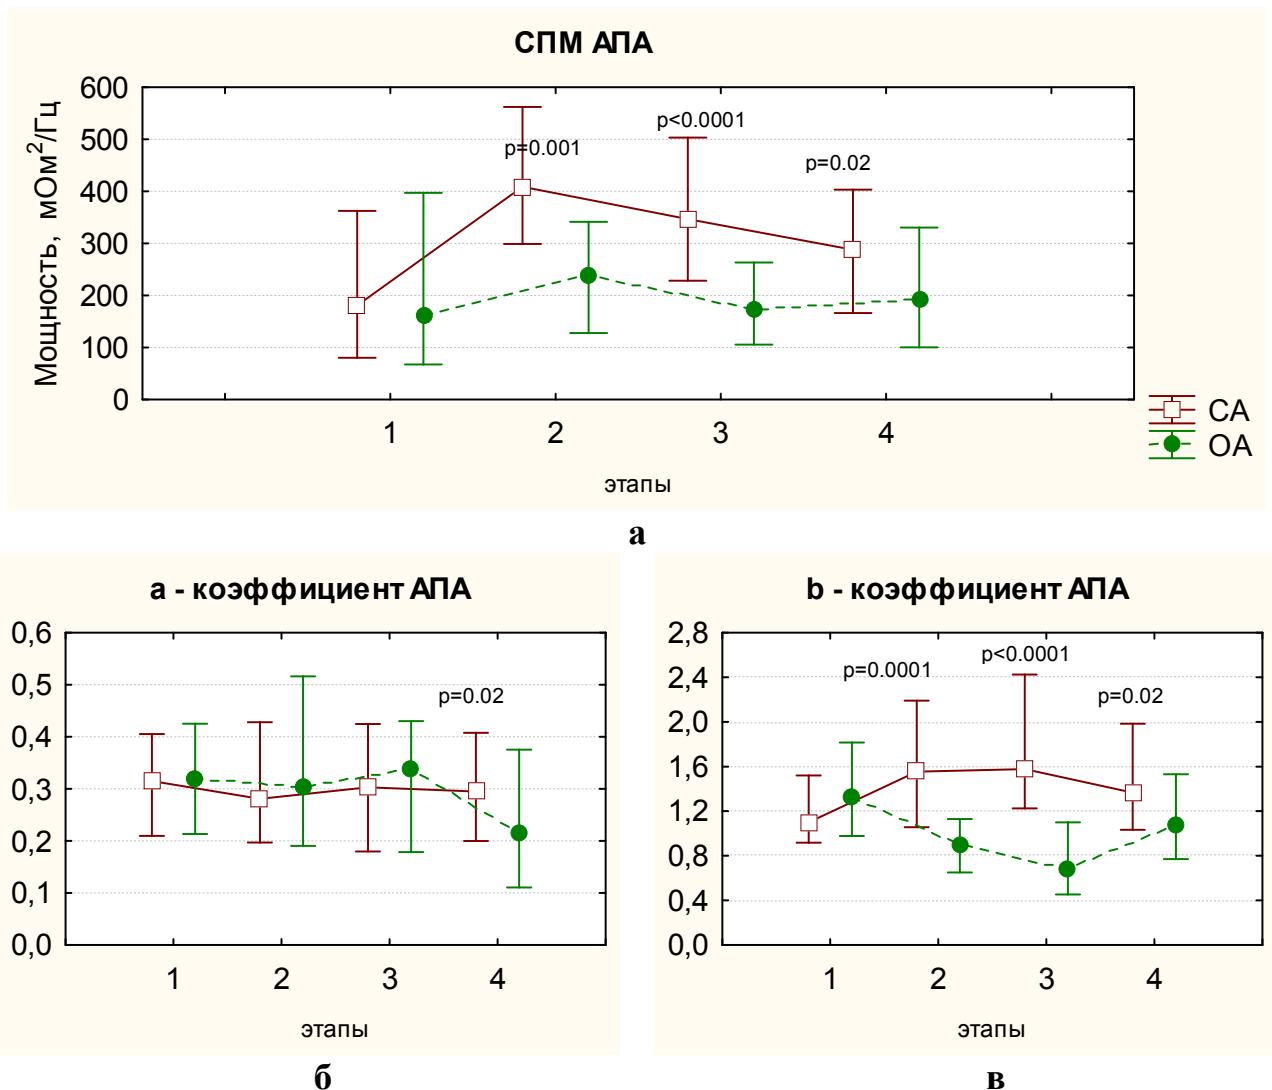 СПМ АПА
Мощность, мОм²/Гц
600
500
400
300
200
100
0
p=0.001
p<0.0001
p=0.02
1 2 3 4
этапы
СА
ОА
а
а - коэффициент АПА
0,6
0,5
0,4
0,3
0,2
0,1
0,0
p=0.02
1 2 3 4
этапы
б
b - коэффициент АПА
2,8
2,4
2,0
1,6
1,2
0,8
0,4
0,0
p=0.0001
p<0.0001
p=0.02
1 2 3 4
этапы
в